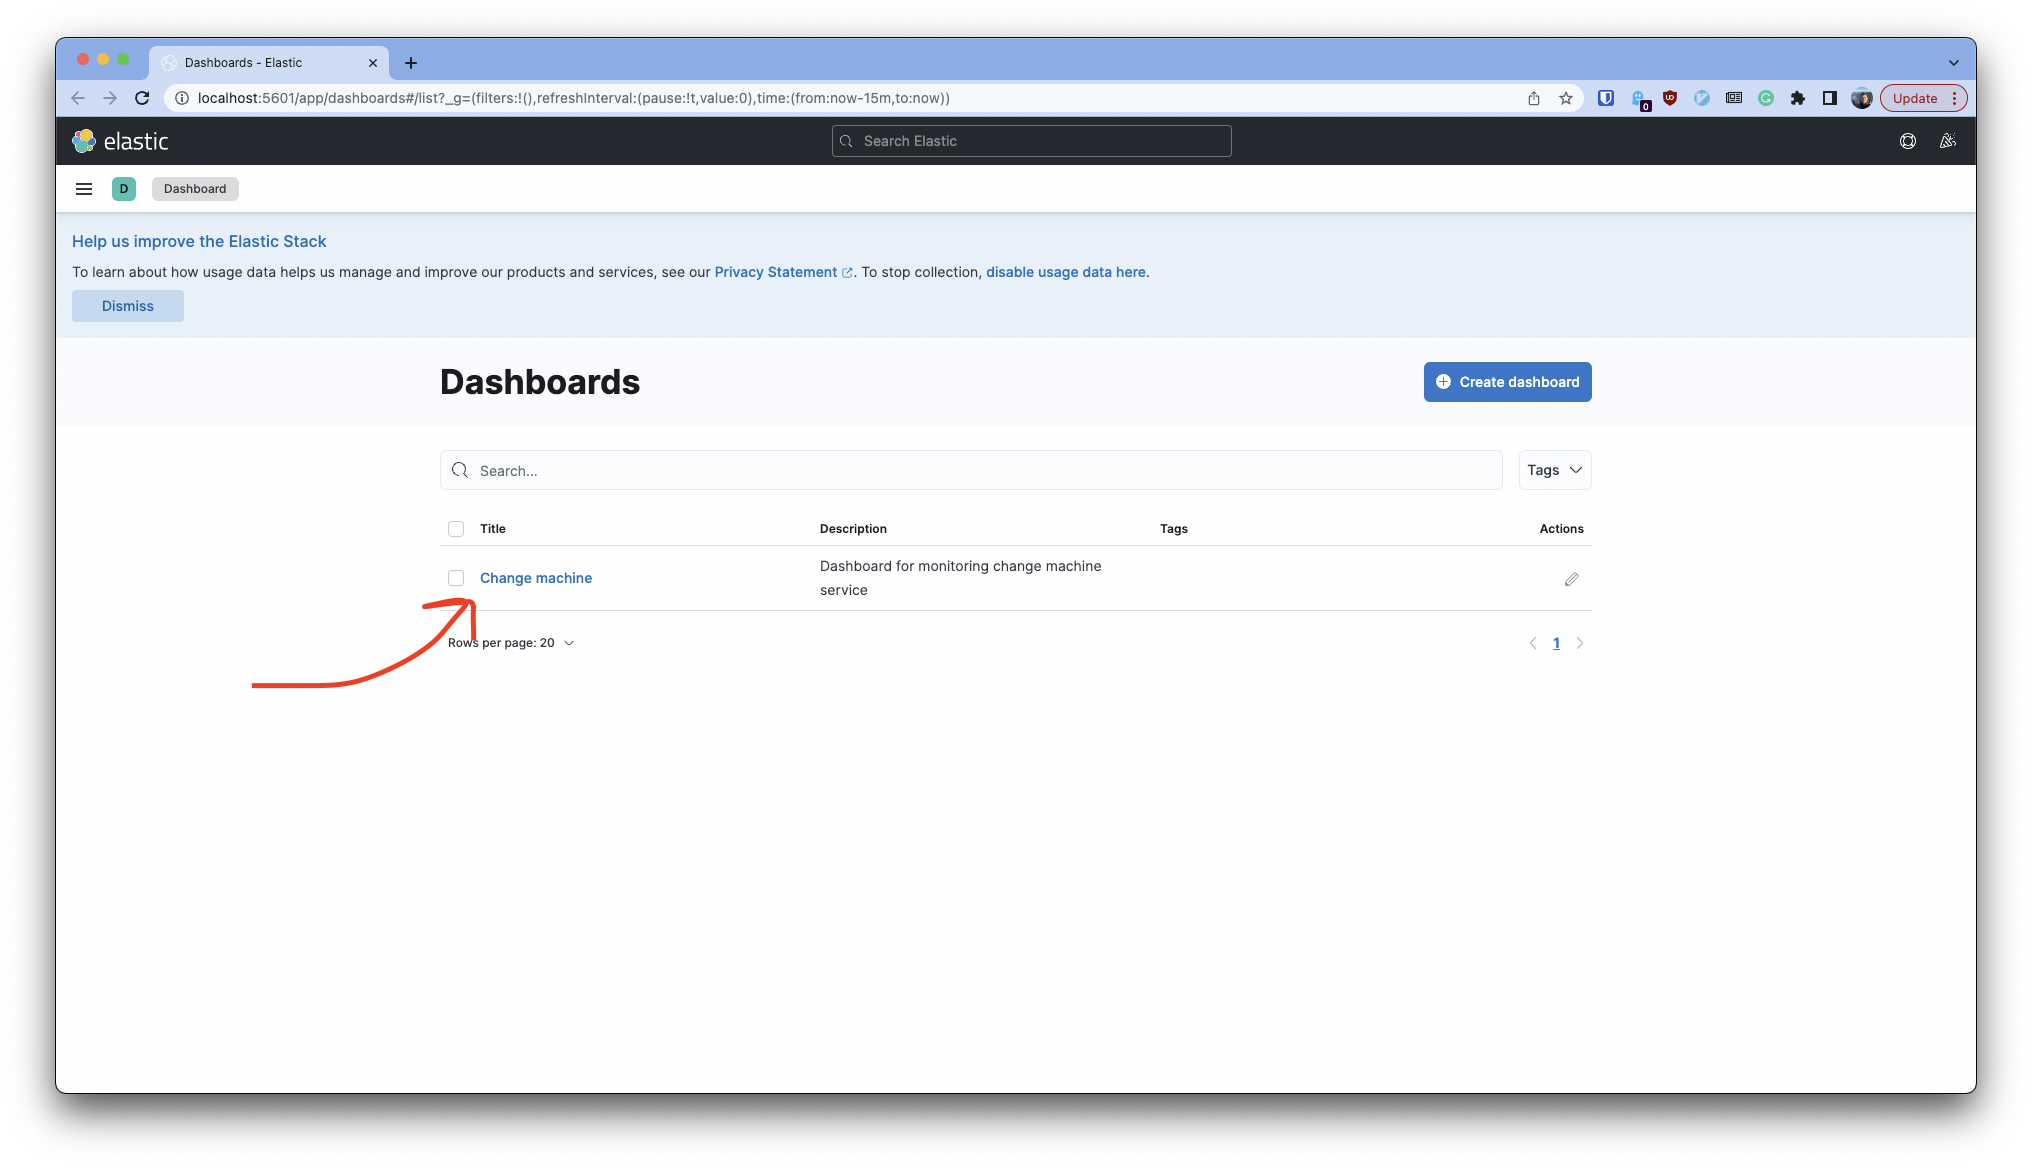 Dashboards - Elastic
localhost:5601/app/dashboards#/list?_g=(filters:!(),refreshInterval:(pause:!t,value:0),time:(from:now-15m,to:now))
0
Update
elastic
Search Elastic
D
Dashboard
Help us improve the Elastic Stack
To learn about how usage data helps us manage and improve our products and services, see our Privacy Statement. To stop collection, disable usage data here.
Dismiss
Dashboards
Create dashboard
Search...
Tags
Title Description Tags Actions
Change machine
Dashboard for monitoring change machine
service
Rows per page: 20
1